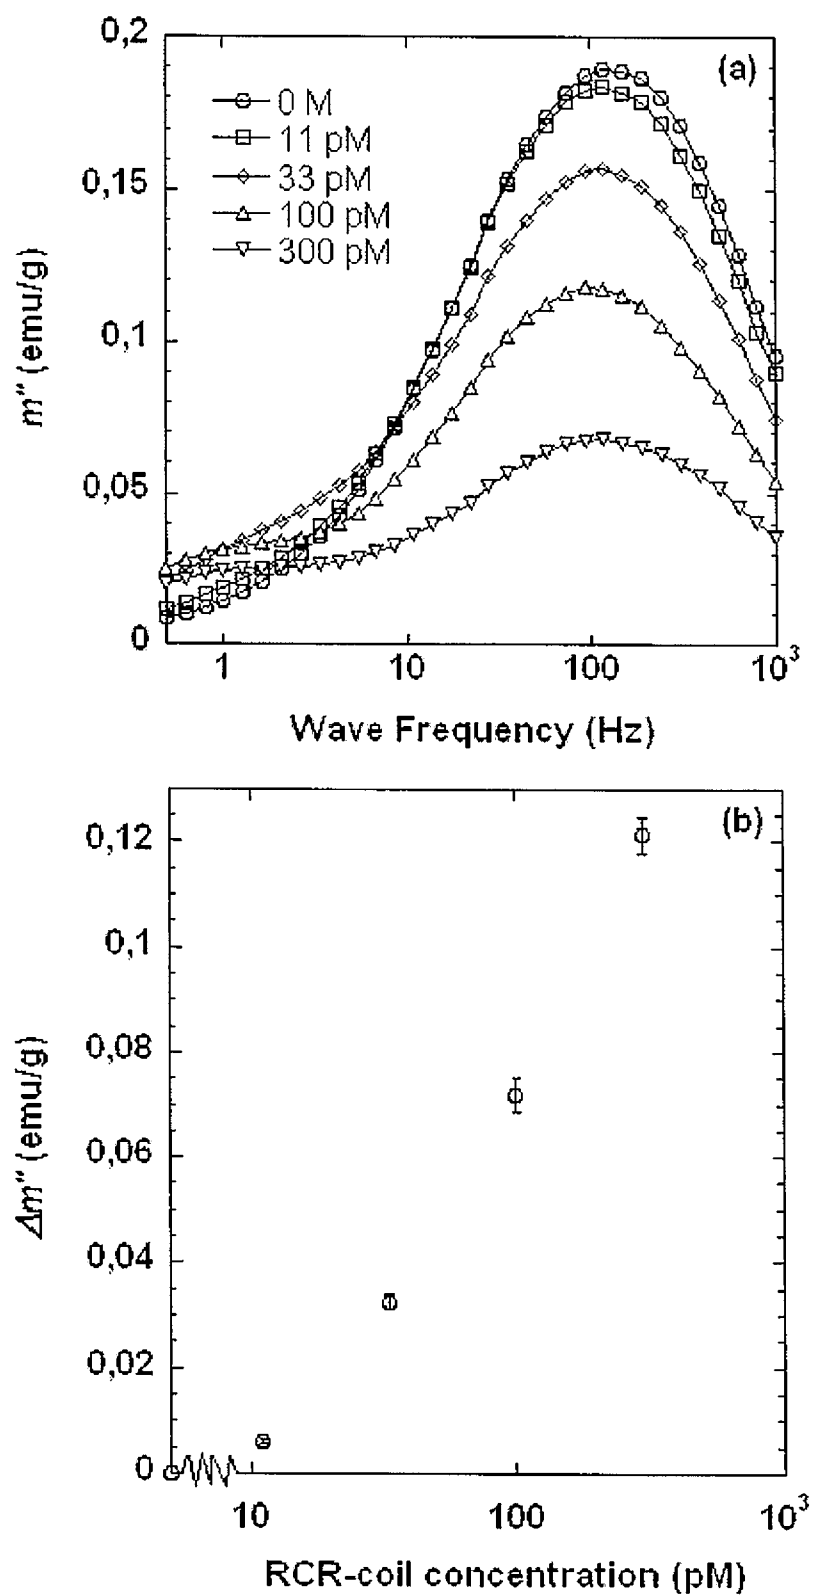 0,2
(a)
0 M
11 pM
33 pM
100 pM
300 pM
0,15
0,1
0,05
0
m″ (emu/g)
1
10
100
10³
Wave Frequency (Hz)
(b)
0,12
0,1
0,08
0,06
0,04
0,02
0
Δm″ (emu/g)
10
100
10³
RCR-coil concentration (pM)